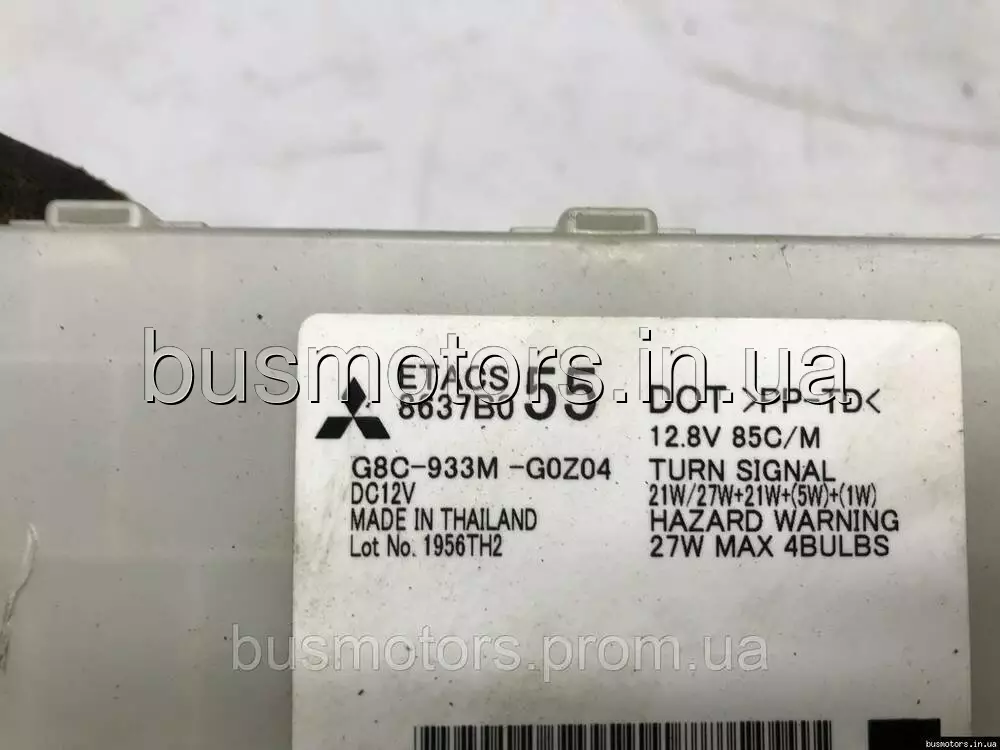 busmotors.in.ua
ETACS
8637B055
G8C-933M -G0Z04
DC12V
MADE IN THAILAND
Lot No. 1956TH2
DOT >PP-TD<
12.8V 85C/M
TURN SIGNAL
21W/27W+21W+(5W)+(1W)
HAZARD WARNING
27W MAX 4BULBS
busmotors.prom.ua
busmotors.in.ua